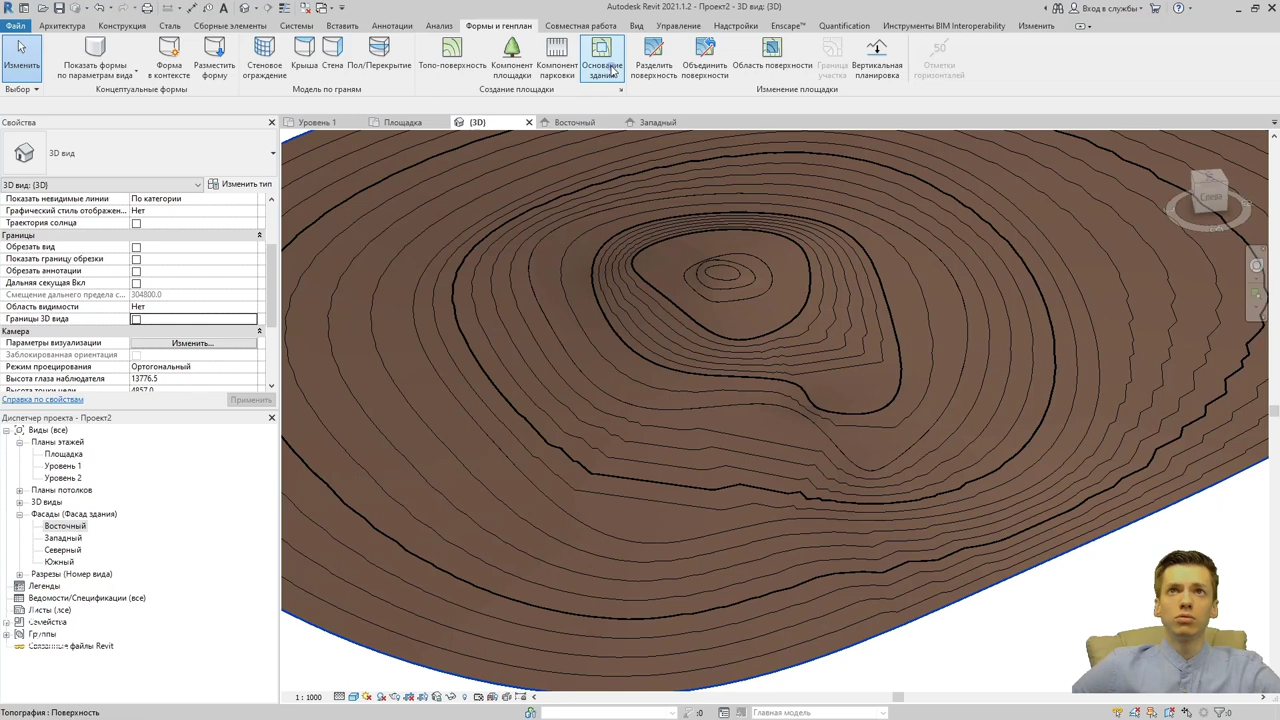 Autodesk Revit 2021.1.2 - Проект2 - 3D вид: {3D}
Вход в службы
Файл Архитектура Конструкция Сталь Сборные элементы Системы Вставить Аннотации Анализ Формы и генплан Совместная работа Вид Управление Надстройки Enscape™ Quantification Инструменты BIM Interoperability Изменить
Изменить
Показать формы
по параметрам вида
Форма
в контексте
Разместить
форму
Стеновое
ограждение
Крыша
Стена
Пол/Перекрытие
Топо-поверхность
Компонент
площадки
Компонент
парковки
Основание
здания
Разделить
поверхность
Объединить
поверхности
Область поверхности
Граница
участка
Вертикальная
планировка
50
Отметки
горизонталей
Выбор
Концептуальные формы
Модель по граням
Создание площадки
Изменение площадки
Свойства
Уровень 1
Площадка
{3D}
Восточный
Западный
3D вид
3D вид: {3D}
Изменить тип
Показать невидимые линии По категории
Графический стиль отображен... Нет
Траектория солнца
Границы
Обрезать вид
Показать границу обрезки
Обрезать аннотации
Дальняя секущая Вкл
Смещение дальнего предела с... 304800.0
Область видимости Нет
Границы 3D вида
Камера
Параметры визуализации Изменить...
Заблокированная ориентация
Режим проецирования Ортогональный
Высота глаза наблюдателя 13776.5
Высота точки цели 4857.0
Справка по свойствам
Применить
Диспетчер проекта - Проект2
Виды (все)
Планы этажей
Площадка
Уровень 1
Уровень 2
Планы потолков
3D виды
Фасады (Фасад здания)
Восточный
Западный
Северный
Южный
Разрезы (Номер вида)
Легенды
Ведомости/Спецификации (все)
Листы (все)
Семейства
Группы
Связанные файлы Revit
Слева
1 : 1000
Топография : Поверхность
:0
Главная модель
:0